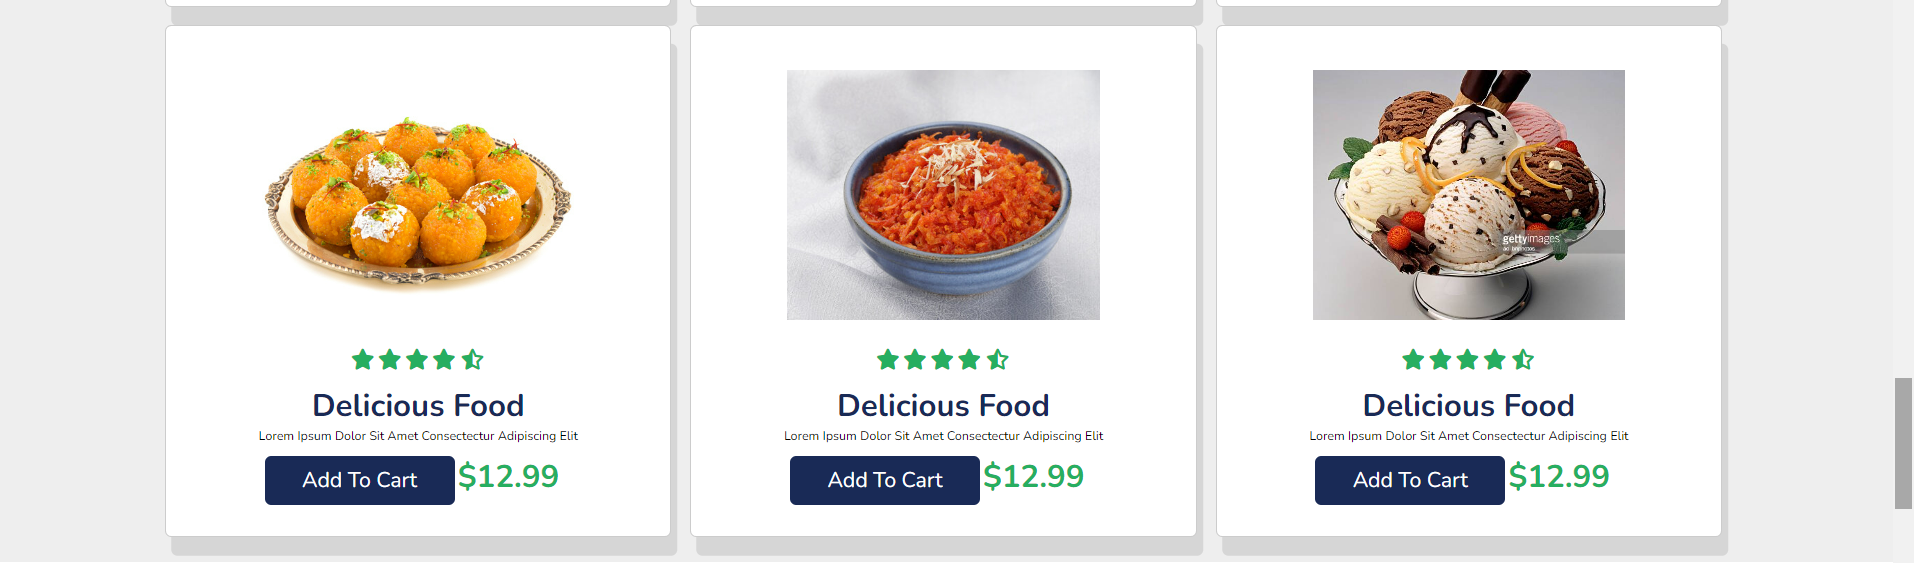 gettyimages
Delicious Food
Lorem Ipsum Dolor Sit Amet Consectectur Adipiscing Elit
Add To Cart $12.99
Delicious Food
Lorem Ipsum Dolor Sit Amet Consectectur Adipiscing Elit
Add To Cart $12.99
Delicious Food
Lorem Ipsum Dolor Sit Amet Consectectur Adipiscing Elit
Add To Cart $12.99